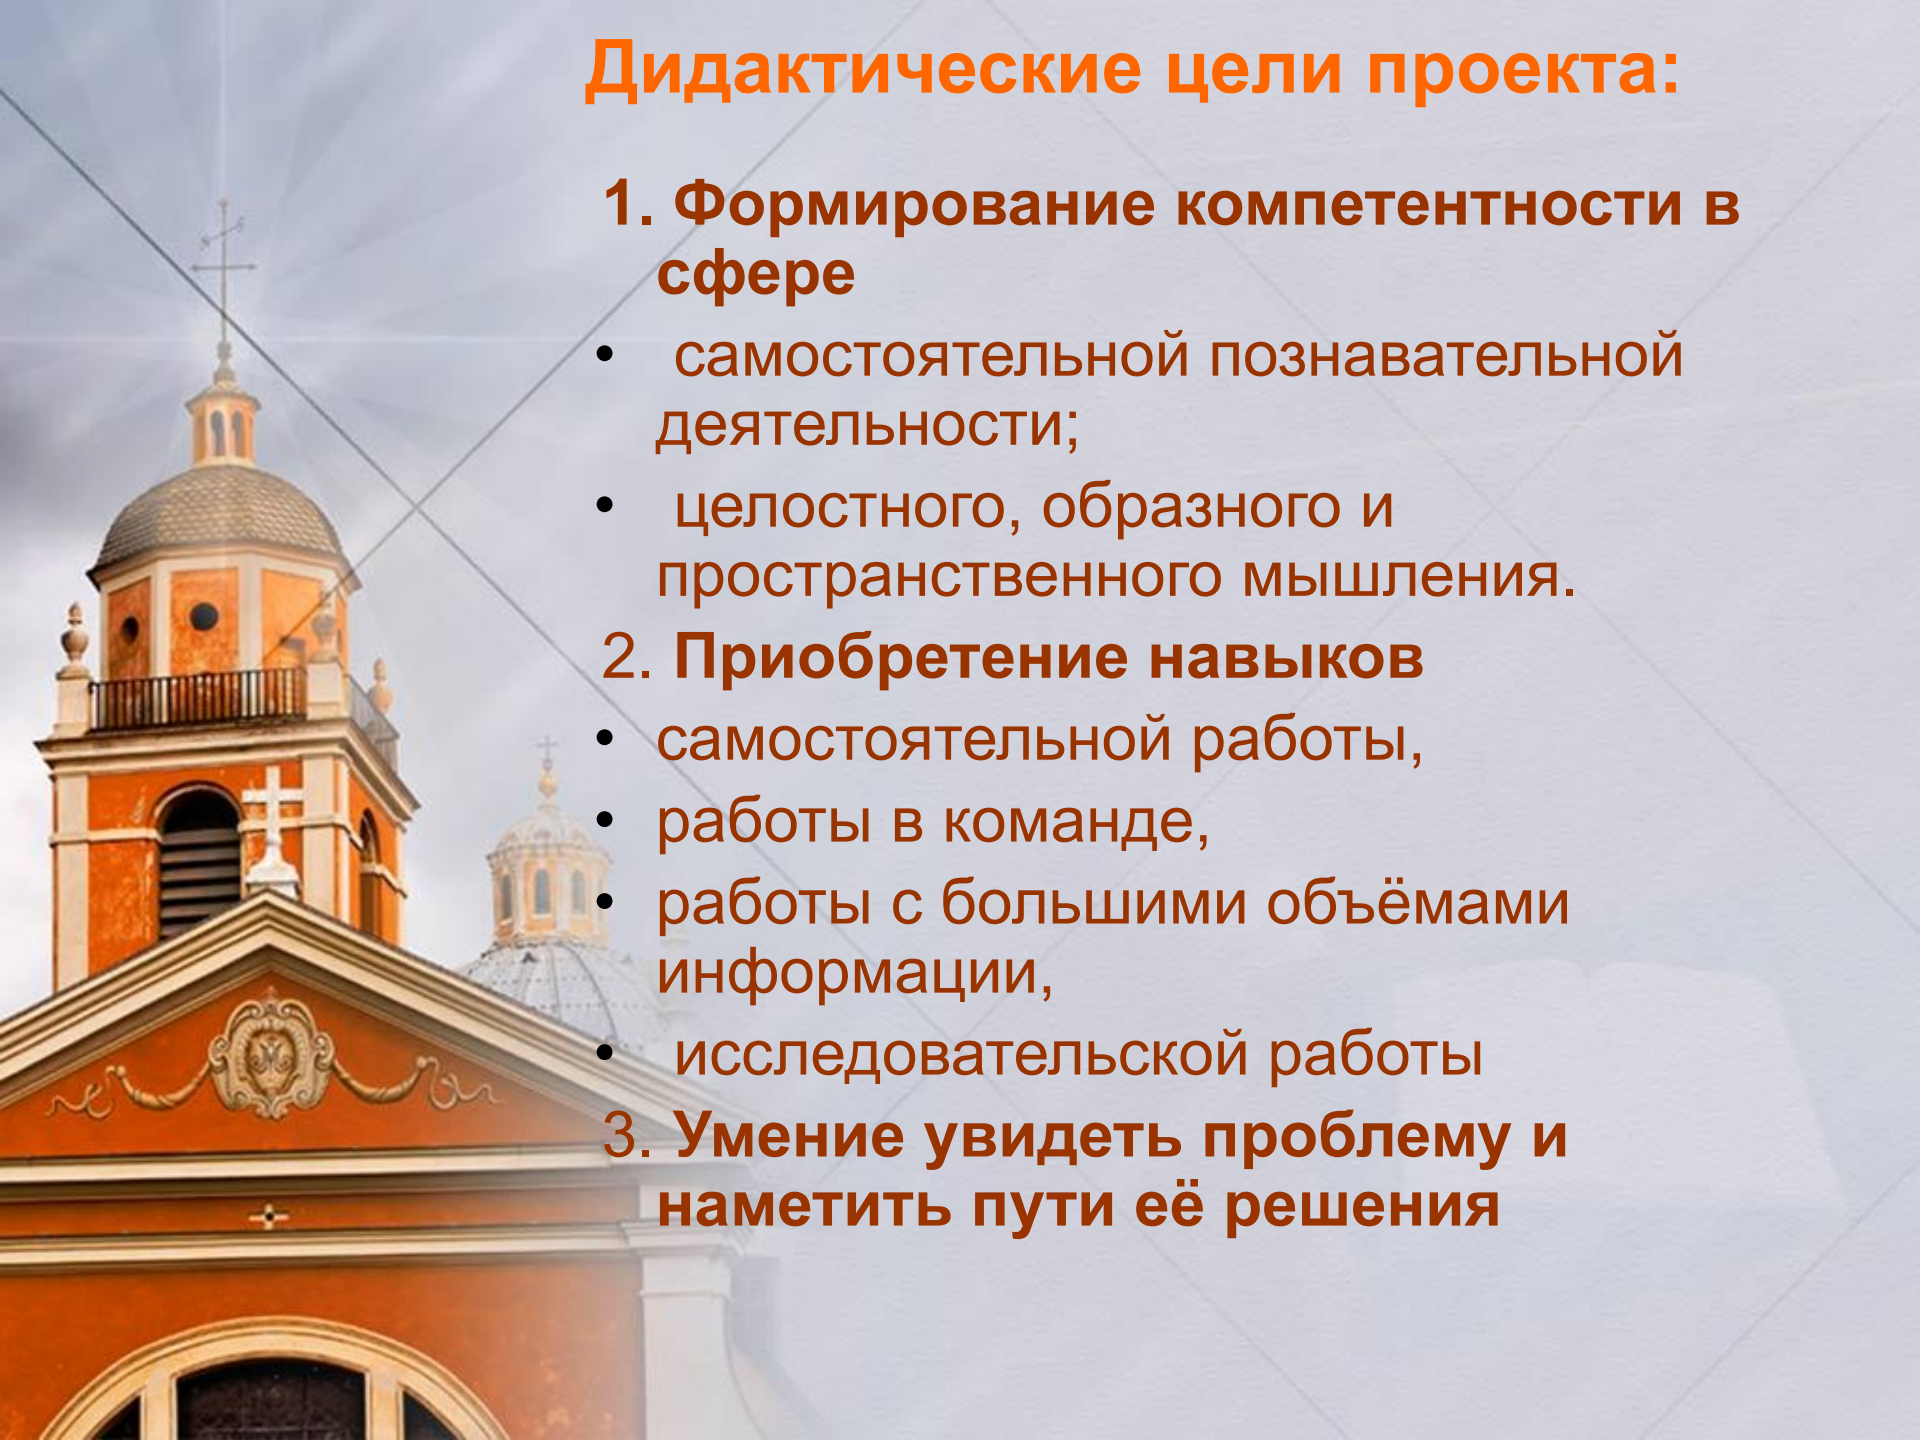 Дидактические цели проекта:
1. Формирование компетентности в
сфере
• самостоятельной познавательной
деятельности;
• целостного, образного и
пространственного мышления.
2. Приобретение навыков
• самостоятельной работы,
• работы в команде,
• работы с большими объёмами
информации,
• исследовательской работы
3. Умение увидеть проблему и
наметить пути её решения